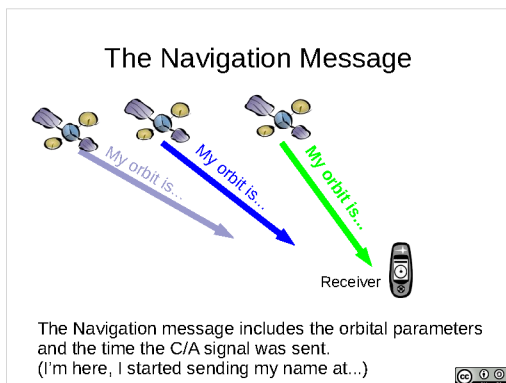 The Navigation Message
My orbit is...
My orbit is...
My orbit is...
Receiver
The Navigation message includes the orbital parameters
and the time the C/A signal was sent.
(I'm here, I started sending my name at...)
cc